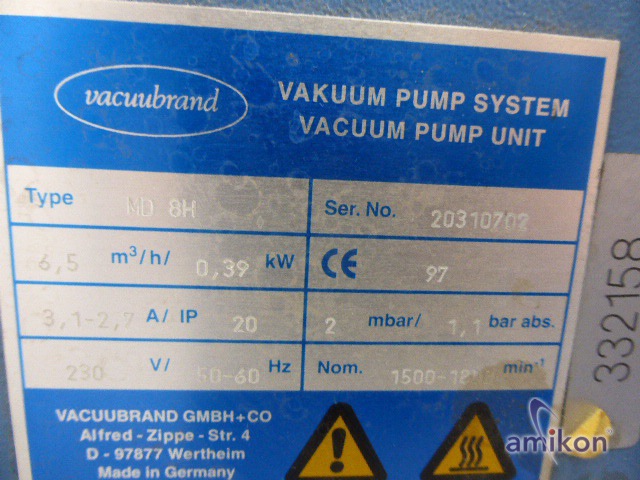 vacuubrand
VAKUUM PUMP SYSTEM
VACUUM PUMP UNIT
Type MD 8H
Ser. No. 20310702
6,5 m³/h/ 0,39 kW
CE 97
3,1-2,7 A/ IP 20
2 mbar/ 1,1 bar abs.
230 V/ 50-60 Hz
Nom. min⁻¹
VACUUBRAND GMBH+CO
Alfred - Zippe - Str. 4
D - 97877 Wertheim
Made in Germany
332158
amikon